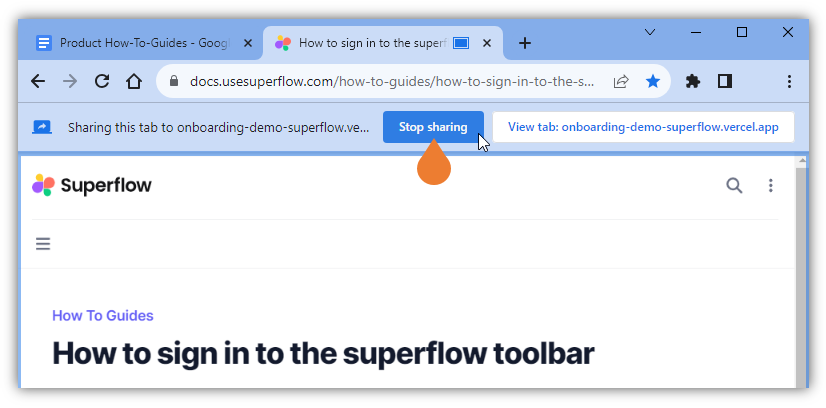 Product How-To-Guides - Goog
How to sign in to the superf
docs.usesuperflow.com/how-to-guides/how-to-sign-in-to-the-s...
Sharing this tab to onboarding-demo-superflow.ve...
Stop sharing
View tab: onboarding-demo-superflow.vercel.app
Superflow
How To Guides
How to sign in to the superflow toolbar